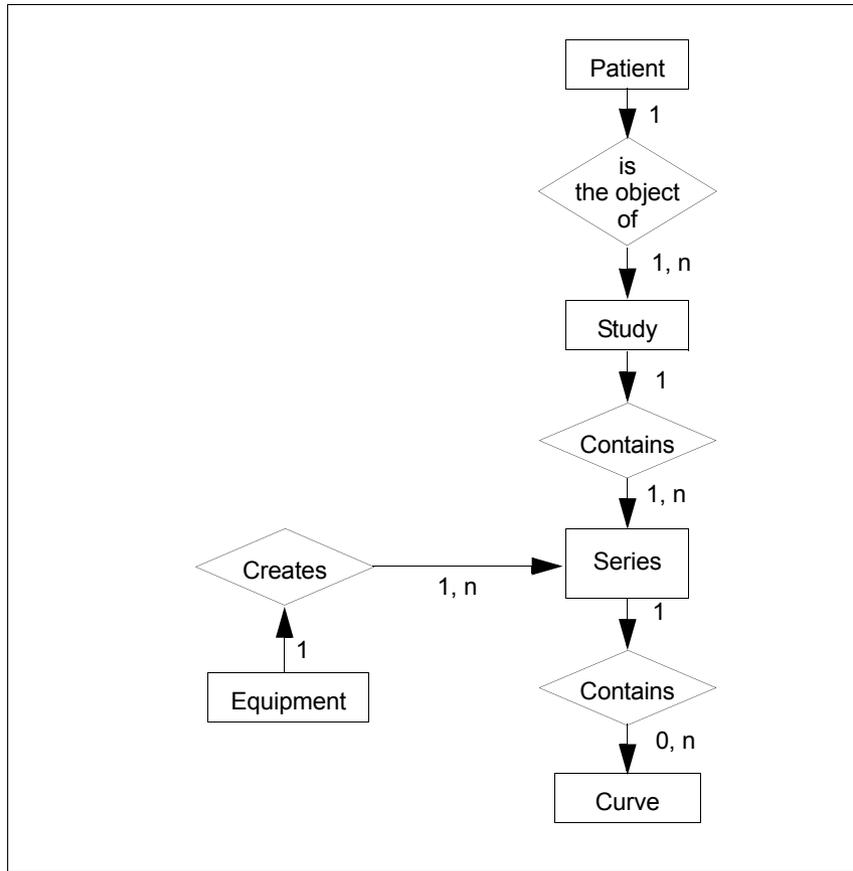 Patient
1
is
the object
of
1, n
Study
1
Contains
1, n
Creates
1, n
Series
1
1
Equipment
Contains
0, n
Curve